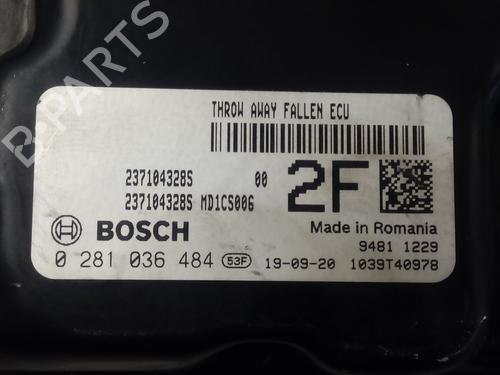 THROW AWAY FALLEN ECU
237104328S 00
237104328S MD1CS006
2F
BOSCH
Made in Romania
9481 1229
0 281 036 484 53F 19-09-20 1039T40978
B-PARTS